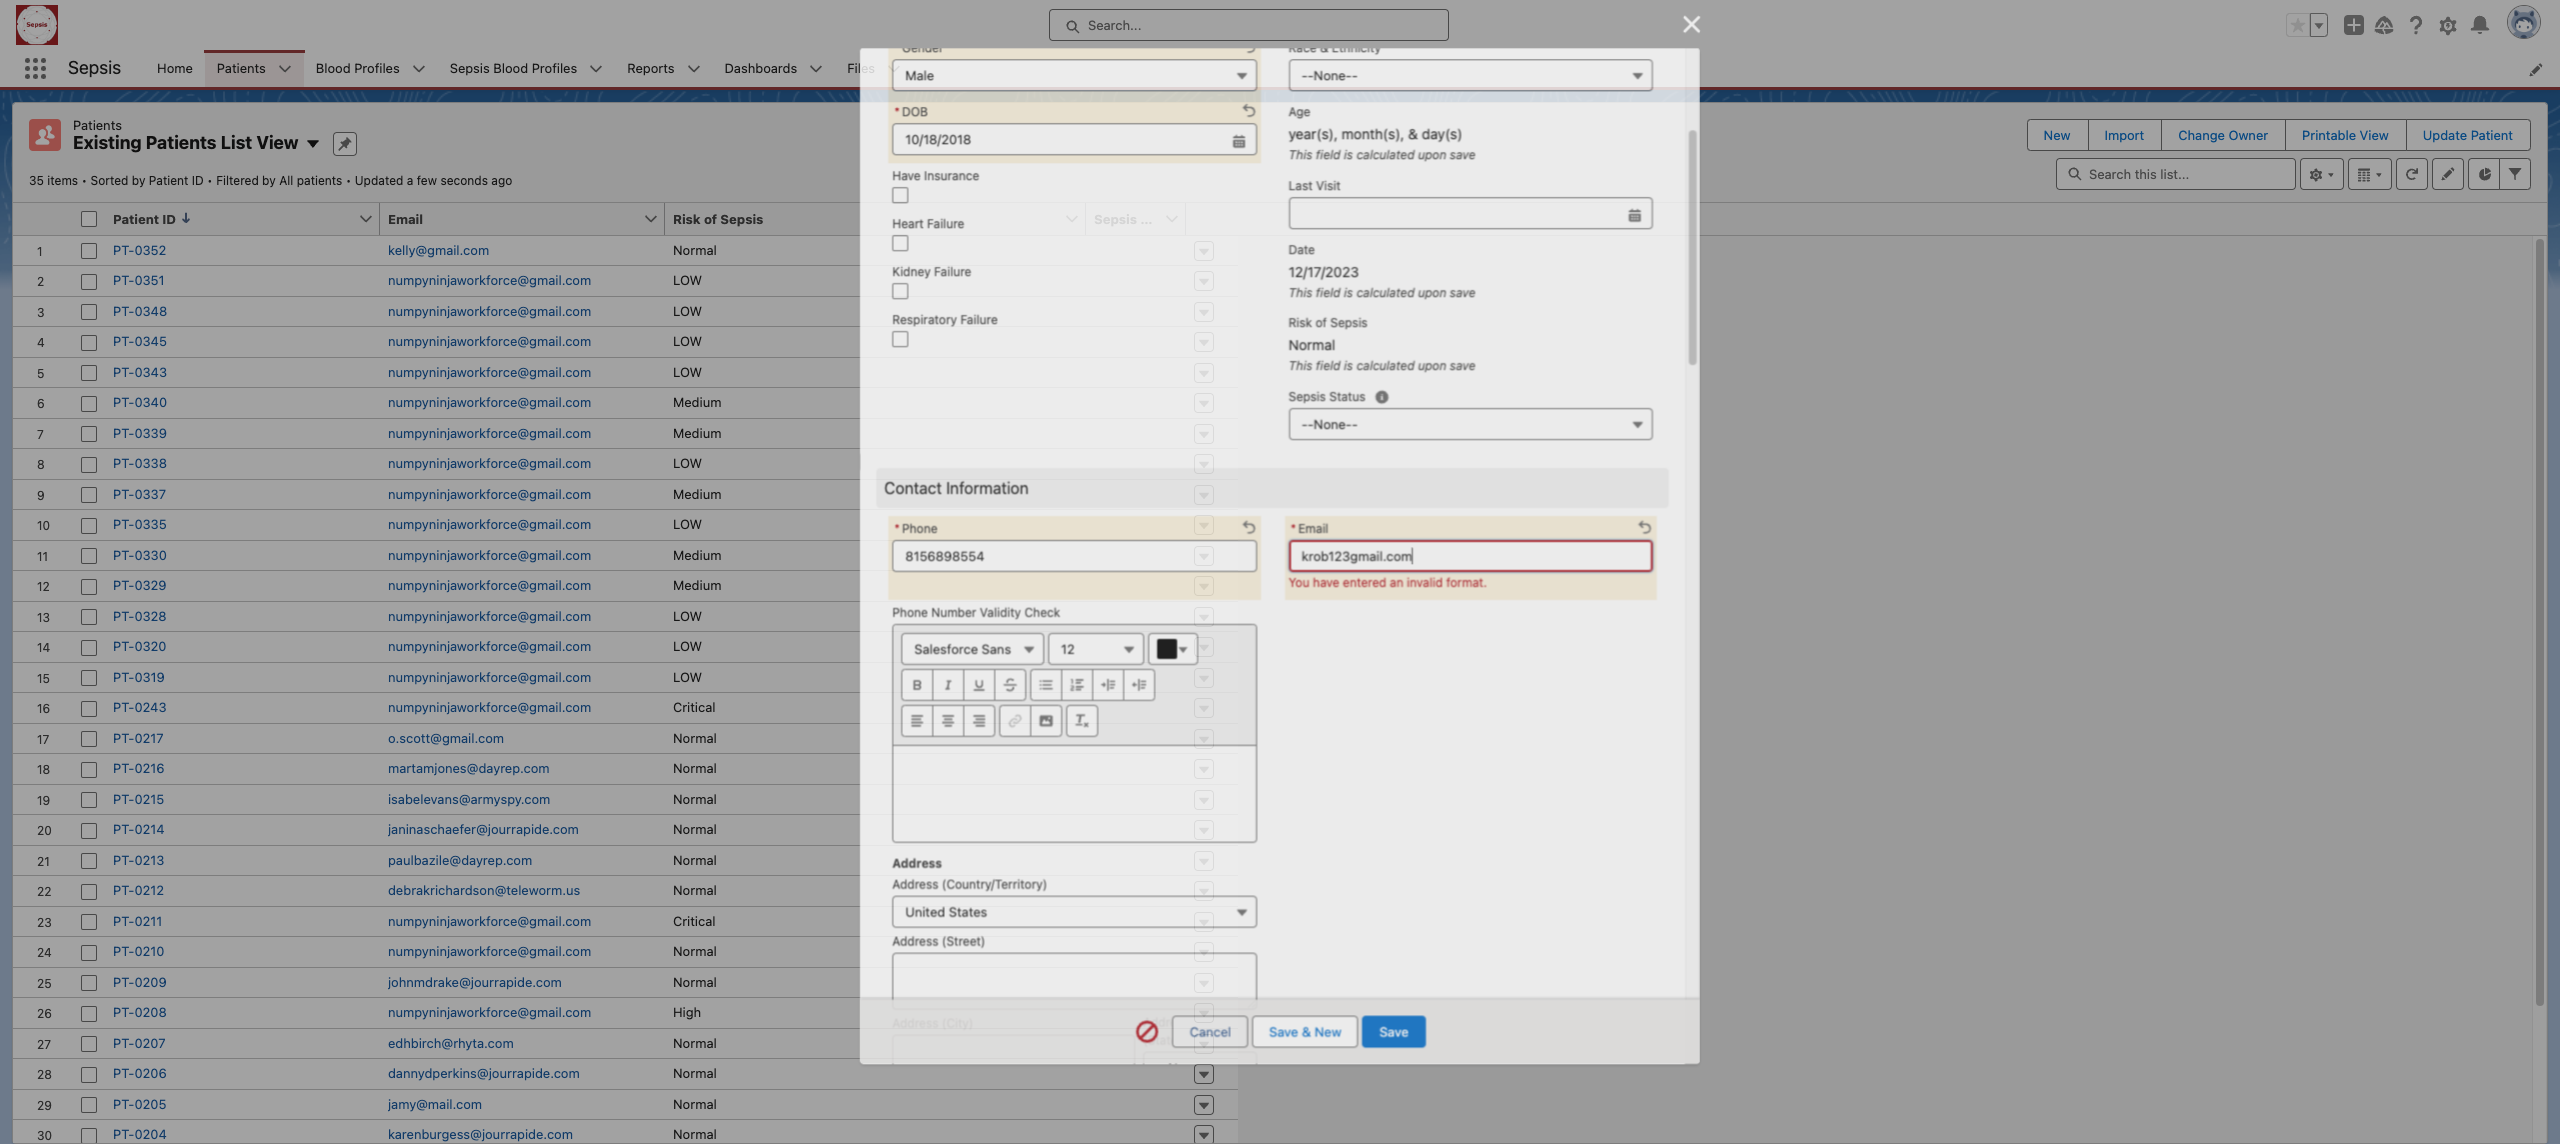 Sepsis
Search...
Sepsis
Home
Patients
Blood Profiles
Sepsis Blood Profiles
Reports
Dashboards
Patients
Existing Patients List View
35 items • Sorted by Patient ID • Filtered by All patients • Updated a few seconds ago
New
Import
Change Owner
Printable View
Update Patient
Search this list...
Patient ID
Email
Risk of Sepsis
Sepsis ...
1 PT-0352 kelly@gmail.com Normal
2 PT-0351 numpyninjaworkforce@gmail.com LOW
3 PT-0348 numpyninjaworkforce@gmail.com LOW
4 PT-0345 numpyninjaworkforce@gmail.com LOW
5 PT-0343 numpyninjaworkforce@gmail.com LOW
6 PT-0340 numpyninjaworkforce@gmail.com Medium
7 PT-0339 numpyninjaworkforce@gmail.com Medium
8 PT-0338 numpyninjaworkforce@gmail.com LOW
9 PT-0337 numpyninjaworkforce@gmail.com Medium
10 PT-0335 numpyninjaworkforce@gmail.com LOW
11 PT-0330 numpyninjaworkforce@gmail.com Medium
12 PT-0329 numpyninjaworkforce@gmail.com Medium
13 PT-0328 numpyninjaworkforce@gmail.com LOW
14 PT-0320 numpyninjaworkforce@gmail.com LOW
15 PT-0319 numpyninjaworkforce@gmail.com LOW
16 PT-0243 numpyninjaworkforce@gmail.com Critical
17 PT-0217 o.scott@gmail.com Normal
18 PT-0216 martamjones@dayrep.com Normal
19 PT-0215 isabelevans@armyspy.com Normal
20 PT-0214 janinaschaefer@jourrapide.com Normal
21 PT-0213 paulbazile@dayrep.com Normal
22 PT-0212 debrakrichardson@teleworm.us Normal
23 PT-0211 numpyninjaworkforce@gmail.com Critical
24 PT-0210 numpyninjaworkforce@gmail.com Normal
25 PT-0209 johnmdrake@jourrapide.com Normal
26 PT-0208 numpyninjaworkforce@gmail.com High
27 PT-0207 edhbirch@rhyta.com Normal
28 PT-0206 dannydperkins@jourrapide.com Normal
29 PT-0205 jamy@mail.com Normal
30 PT-0204 karenburgess@jourrapide.com Normal
Gender
Male
*DOB
10/18/2018
Have Insurance
Heart Failure
Kidney Failure
Respiratory Failure
Race & Ethnicity
--None--
Age
year(s), month(s), & day(s)
This field is calculated upon save
Last Visit
Date
12/17/2023
This field is calculated upon save
Risk of Sepsis
Normal
This field is calculated upon save
Sepsis Status
--None--
Contact Information
*Phone
8156898554
*Email
krob123gmail.com
You have entered an invalid format.
Phone Number Validity Check
Salesforce Sans
12
B I U S
Address
Address (Country/Territory)
United States
Address (Street)
Address (City)
Cancel
Save & New
Save